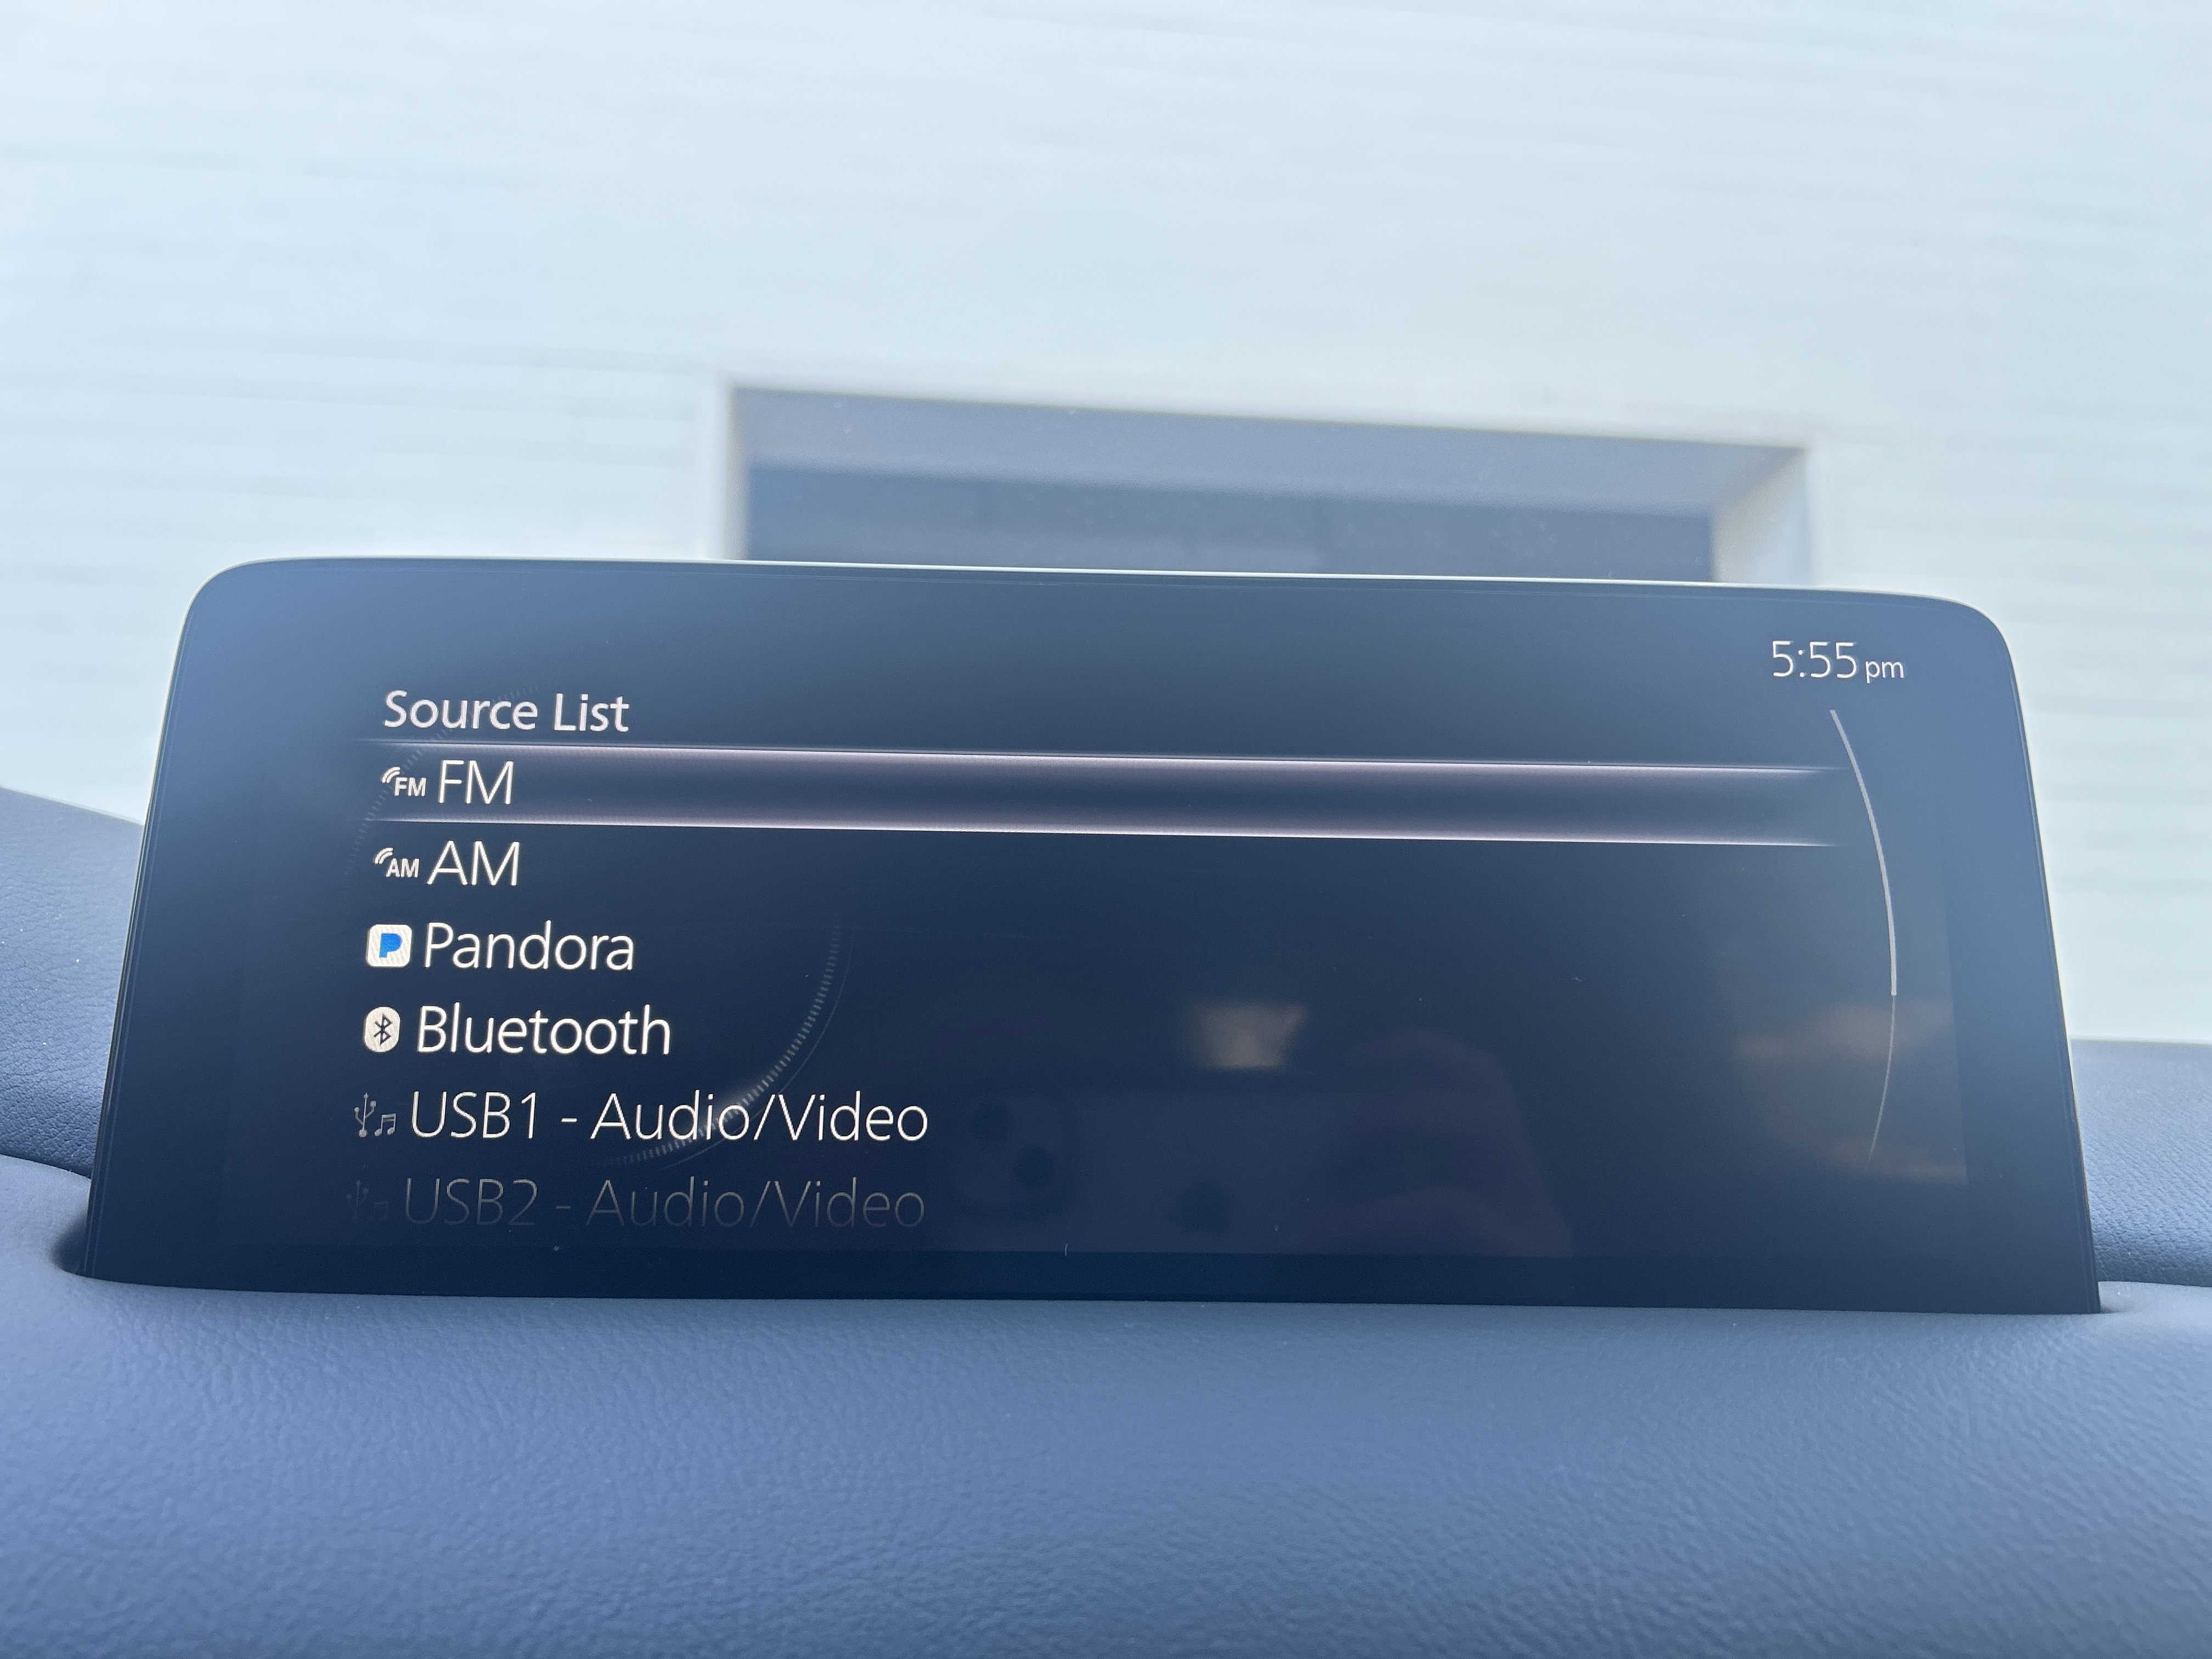 5:55 pm
Source List
FM FM
AM AM
Pandora
Bluetooth
USB1 - Audio/Video
USB2 - Audio/Video